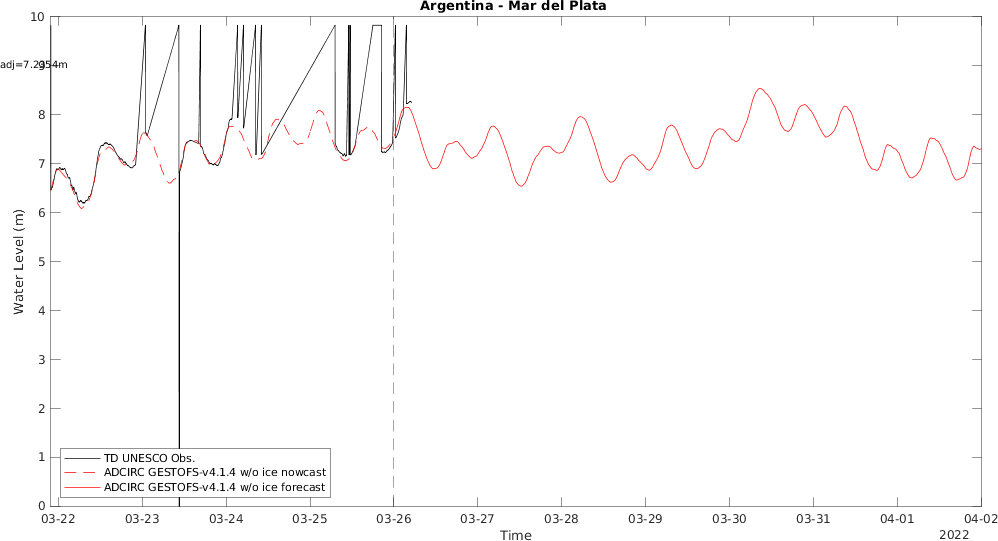 Argentina - Mar del Plata
10
9
adj=7.2054m
8
7
6
5
4
3
2
1
0
Water Level (m)
TD UNESCO Obs.
ADCIRC GESTOFS-v4.1.4 w/o ice nowcast
ADCIRC GESTOFS-v4.1.4 w/o ice forecast
03-22 03-23 03-24 03-25 03-26 03-27 03-28 03-29 03-30 03-31 04-01 04-02
Time
2022